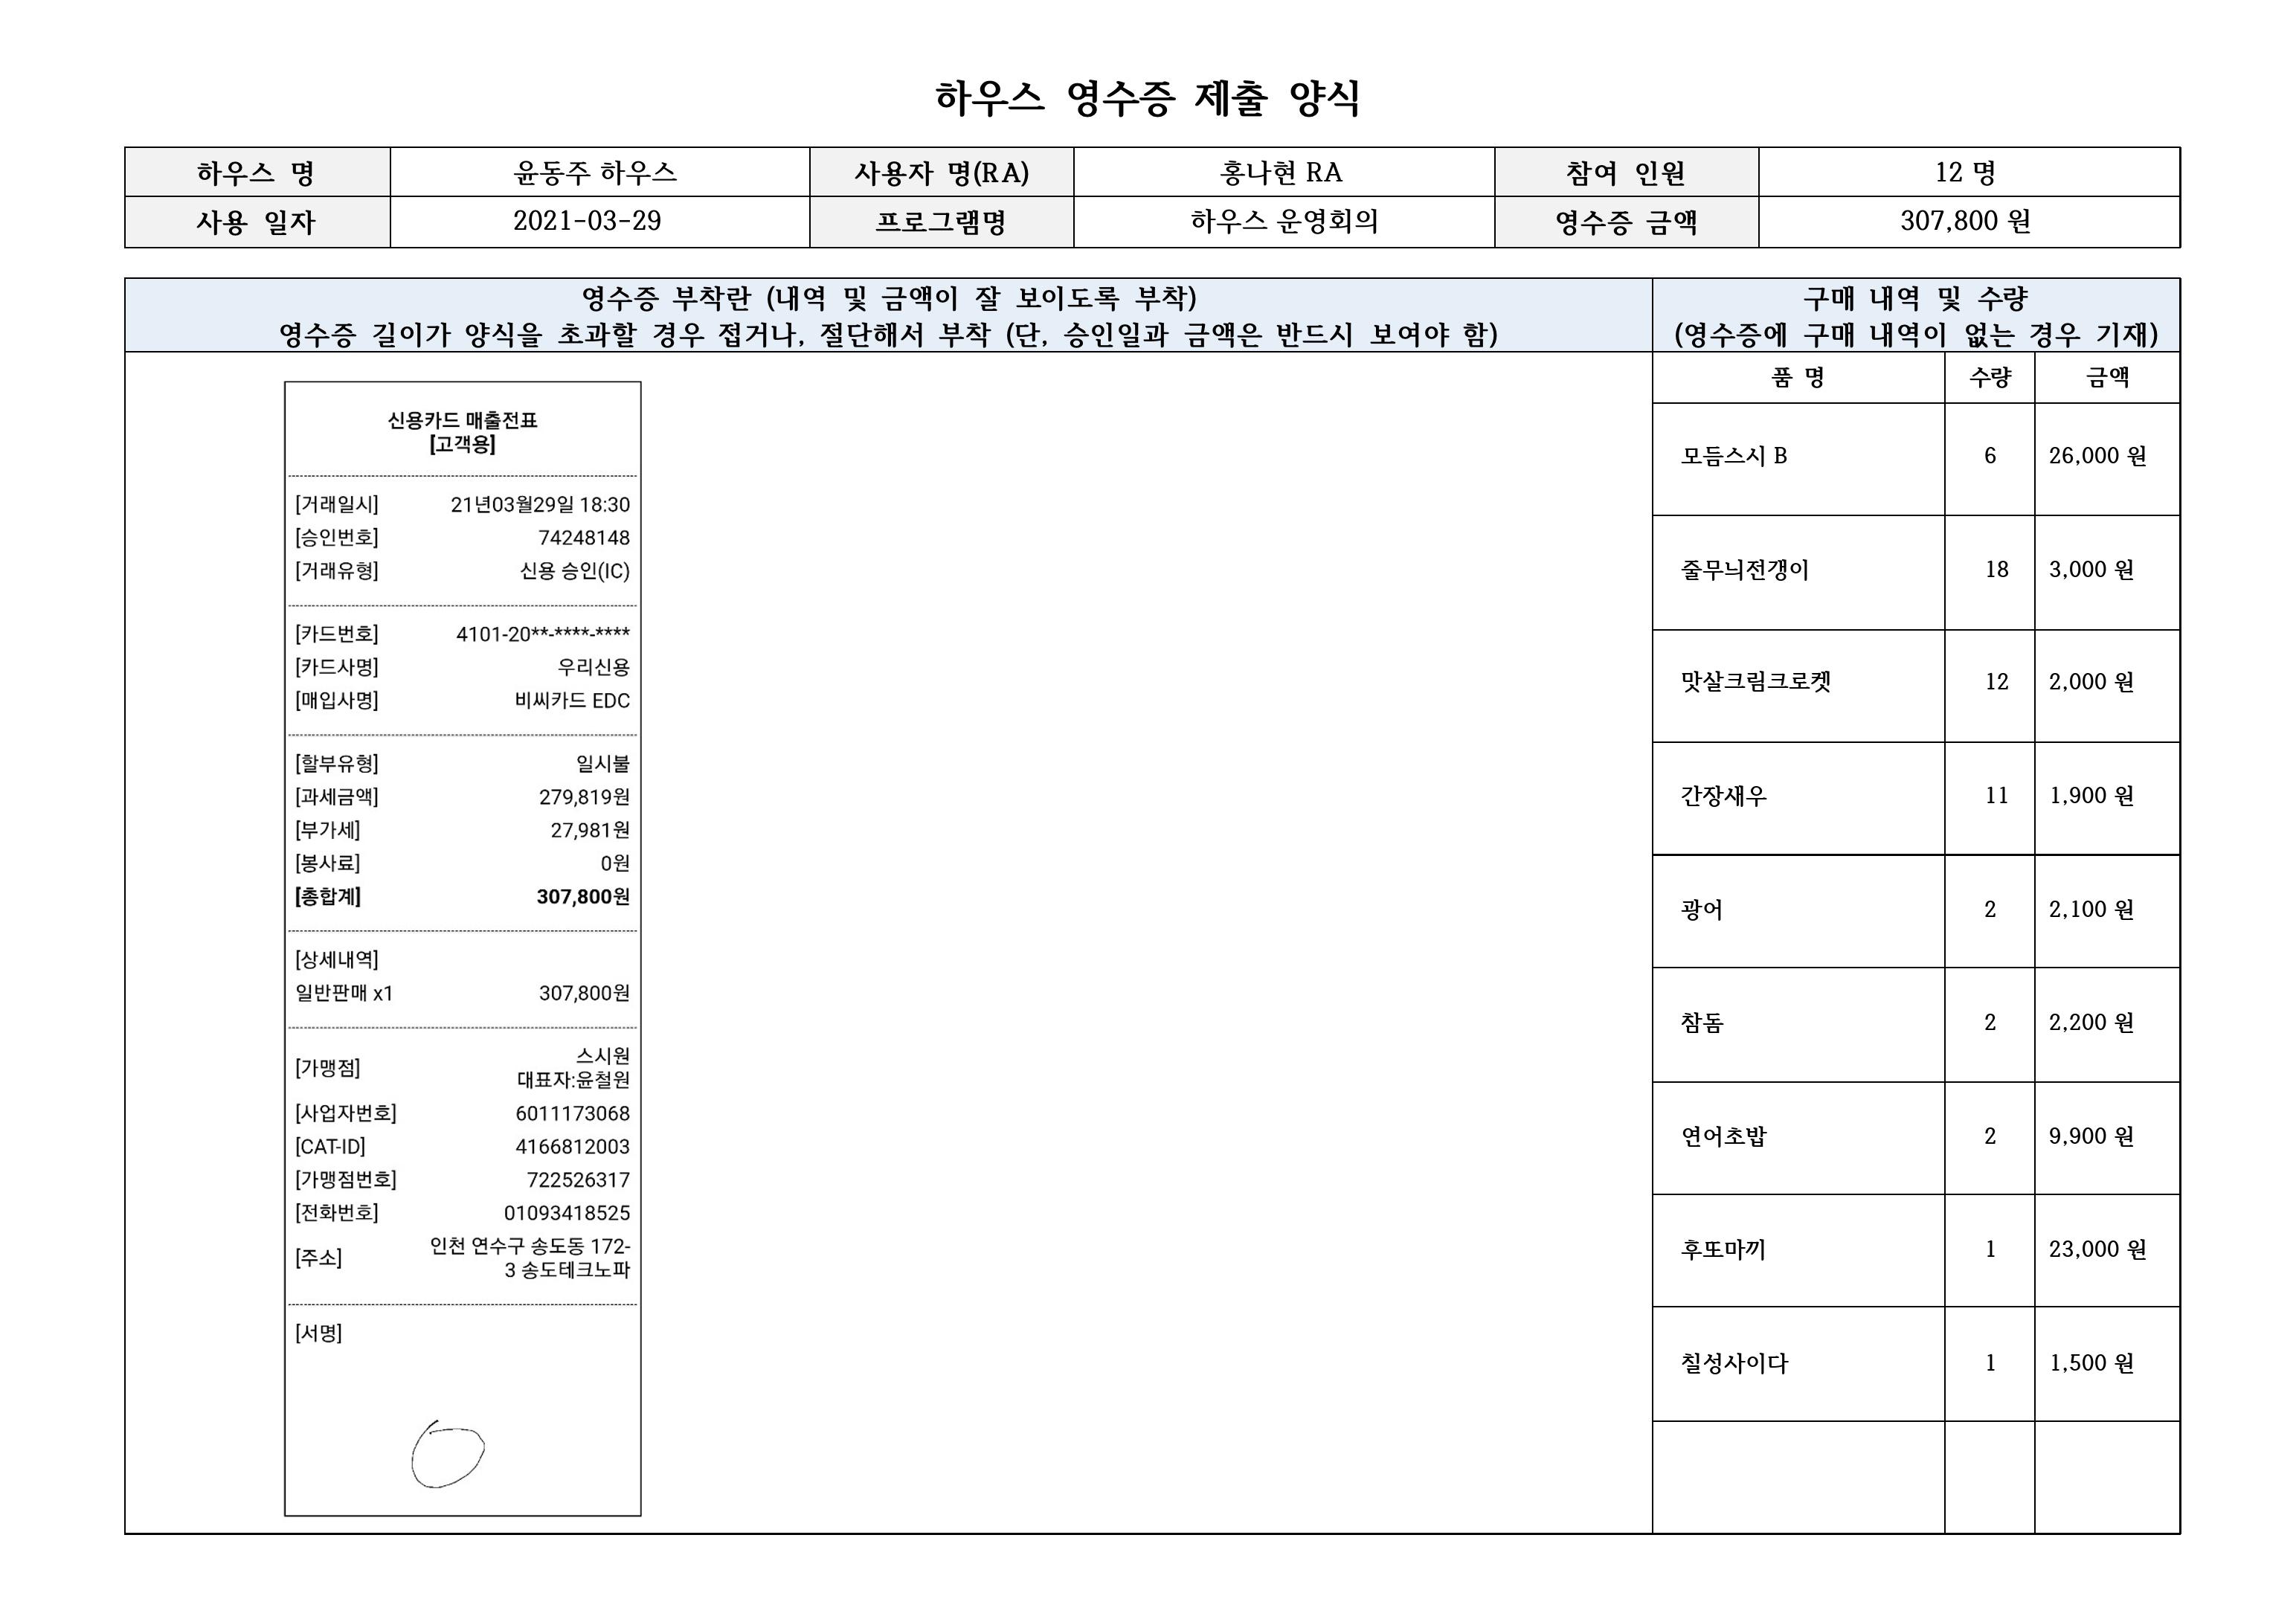 하우스 영수증 제출 양식
하우스 명 윤동주 하우스 사용자 명(RA) 홍나현 RA 참여 인원 12 명
사용 일자 2021-03-29 프로그램명 하우스 운영회의 영수증 금액 307,800 원
영수증 부착란 (내역 및 금액이 잘 보이도록 부착)
영수증 길이가 양식을 초과할 경우 접거나, 절단해서 부착 (단, 승인일과 금액은 반드시 보여야 함)
신용카드 매출전표
[고객용]
[거래일시] 21년03월29일 18:30
[승인번호] 74248148
[거래유형] 신용 승인(IC)
[카드번호] 4101-20**-****-****
[카드사명] 우리신용
[매입사명] 비씨카드 EDC
[할부유형] 일시불
[과세금액] 279,819원
[부가세] 27,981원
[봉사료] 0원
[총합계] 307,800원
[상세내역]
일반판매 x1 307,800원
[가맹점] 스시원
대표자:윤철원
[사업자번호] 6011173068
[CAT-ID] 4166812003
[가맹점번호] 722526317
[전화번호] 01093418525
[주소] 인천 연수구 송도동 172-
3 송도테크노파
[서명]
구매 내역 및 수량
(영수증에 구매 내역이 없는 경우 기재)
품 명 수량 금액
모듬스시 B 6 26,000 원
줄무늬전갱이 18 3,000 원
맛살크림크로켓 12 2,000 원
간장새우 11 1,900 원
광어 2 2,100 원
참돔 2 2,200 원
연어초밥 2 9,900 원
후또마끼 1 23,000 원
칠성사이다 1 1,500 원